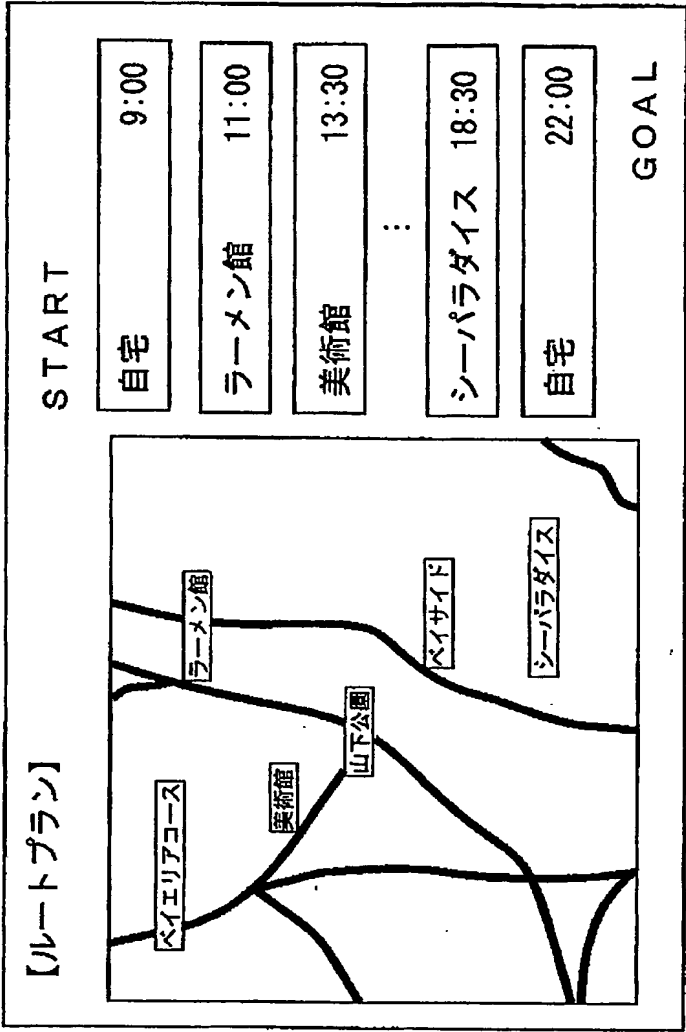 【ルートプラン】
ベイエリアコース
ラーメン館
美術館
山下公園
ベイサイド
シーパラダイス
START
自宅 9:00
ラーメン館 11:00
美術館 13:30
⋮
シーパラダイス 18:30
自宅 22:00
GOAL